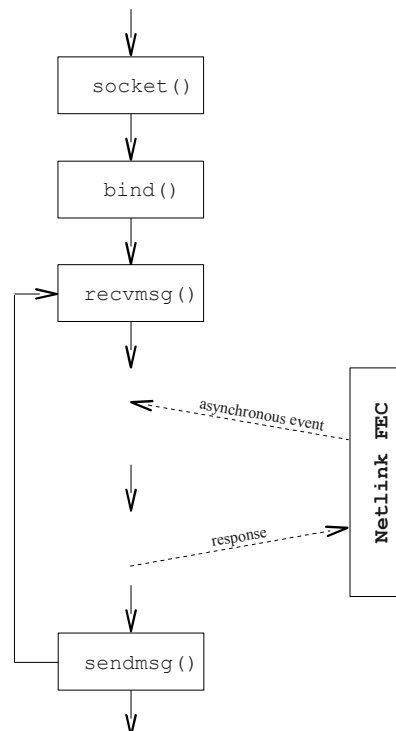 socket()
bind()
recvmsg()
asynchronous event
Netlink FEC
response
sendmsg()